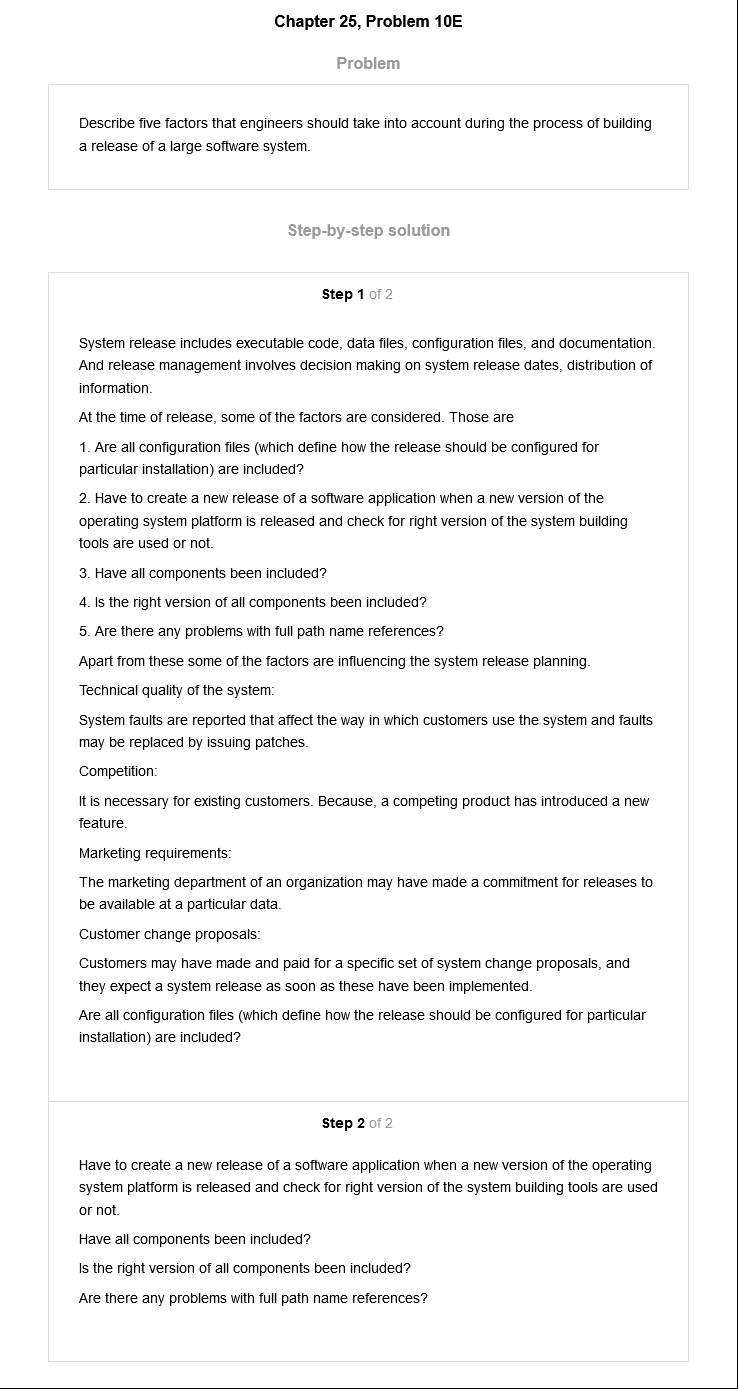 Chapter 25, Problem 10E
Problem
Describe five factors that engineers should take into account during the process of building
a release of a large software system.
Step-by-step solution
Step 1 of 2
System release includes executable code, data files, configuration files, and documentation.
And release management involves decision making on system release dates, distribution of
information.
At the time of release, some of the factors are considered. Those are
1. Are all configuration files (which define how the release should be configured for
particular installation) are included?
2. Have to create a new release of a software application when a new version of the
operating system platform is released and check for right version of the system building
tools are used or not.
3. Have all components been included?
4. Is the right version of all components been included?
5. Are there any problems with full path name references?
Apart from these some of the factors are influencing the system release planning.
Technical quality of the system:
System faults are reported that affect the way in which customers use the system and faults
may be replaced by issuing patches.
Competition:
It is necessary for existing customers. Because, a competing product has introduced a new
feature.
Marketing requirements:
The marketing department of an organization may have made a commitment for releases to
be available at a particular data.
Customer change proposals:
Customers may have made and paid for a specific set of system change proposals, and
they expect a system release as soon as these have been implemented.
Are all configuration files (which define how the release should be configured for particular
installation) are included?
Step 2 of 2
Have to create a new release of a software application when a new version of the operating
system platform is released and check for right version of the system building tools are used
or not.
Have all components been included?
Is the right version of all components been included?
Are there any problems with full path name references?